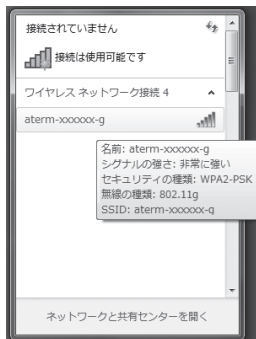 接続されていません
接続は使用可能です
ワイヤレス ネットワーク接続 4
aterm-xxxxxx-g
名前: aterm-xxxxxx-g
シグナルの強さ: 非常に強い
セキュリティの種類: WPA2-PSK
無線の種類: 802.11g
SSID: aterm-xxxxxx-g
ネットワークと共有センターを開く